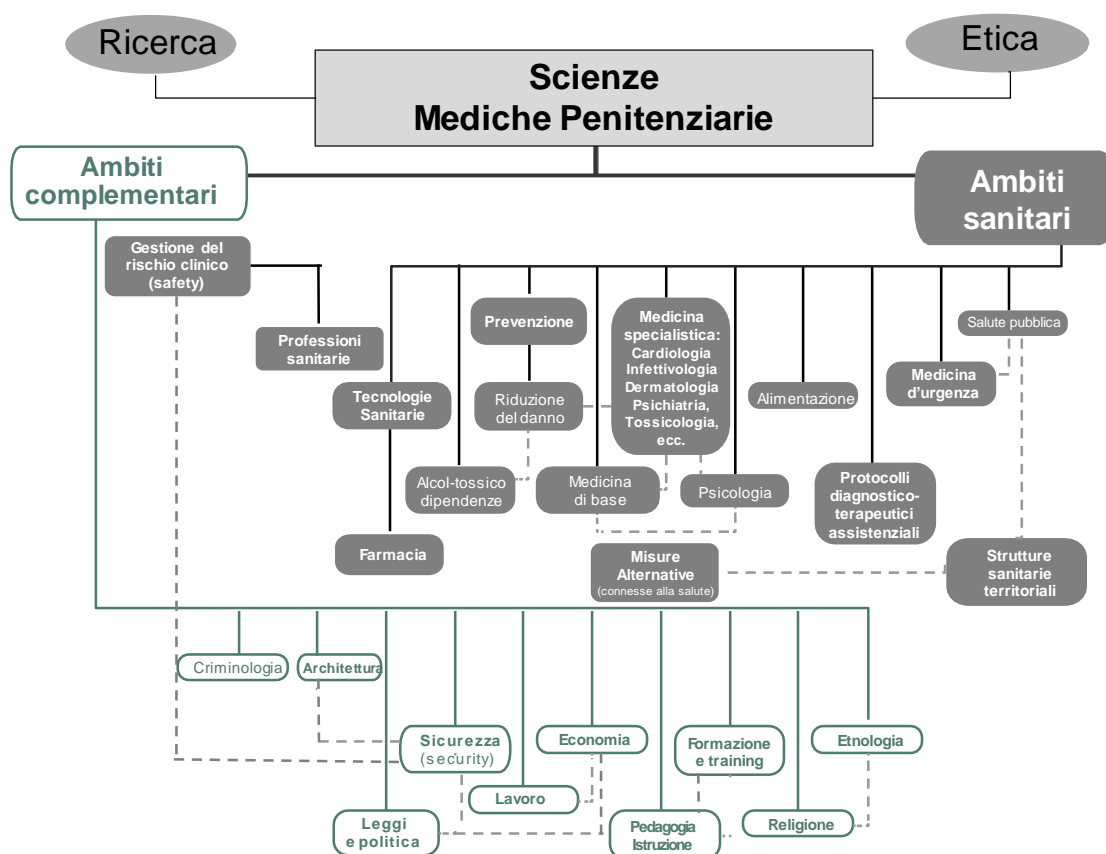 Ricerca
Etica
Scienze
Mediche Penitenziarie
Ambiti
complementari
Ambiti
sanitari
Gestione del
rischio clinico
(safety)
Professioni
sanitarie
Prevenzione
Medicina
specialistica:
Cardiologia
Infettivologia
Dermatologia
Psichiatria,
Tossicologia,
ecc.
Salute pubblica
Medicina
d'urgenza
Tecnologie
Sanitarie
Riduzione
del danno
Alimentazione
Alcol-tossico
dipendenze
Medicina
di base
Psicologia
Protocolli
diagnostico-
terapeutici
assistenziali
Farmacia
Misure
Alternative
(connesse alla salute)
Strutture
sanitarie
territoriali
Criminologia
Architettura
Sicurezza
(security)
Economia
Formazione
e training
Etnologia
Lavoro
Leggi
e politica
Pedagogia
Istruzione
Religione